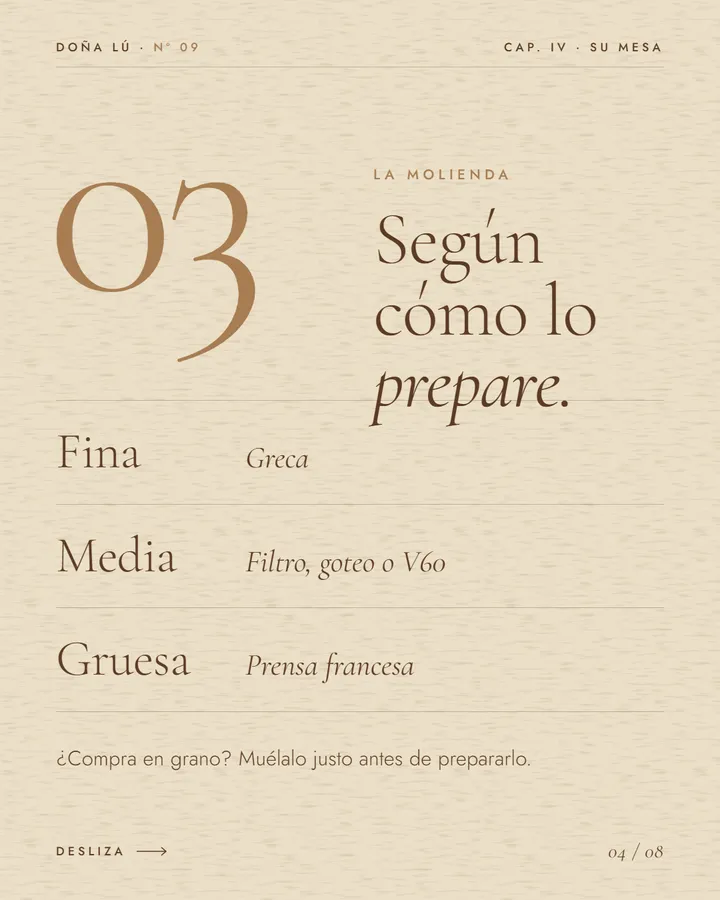 DOÑA LÚ · Nº 09
CAP. IV · SU MESA
03
LA MOLIENDA
Según
cómo lo
prepare.
Fina
Greca
Media
Filtro, goteo o V60
Gruesa
Prensa francesa
¿Compra en grano? Muélalo justo antes de prepararlo.
DESLIZA →
04 / 08